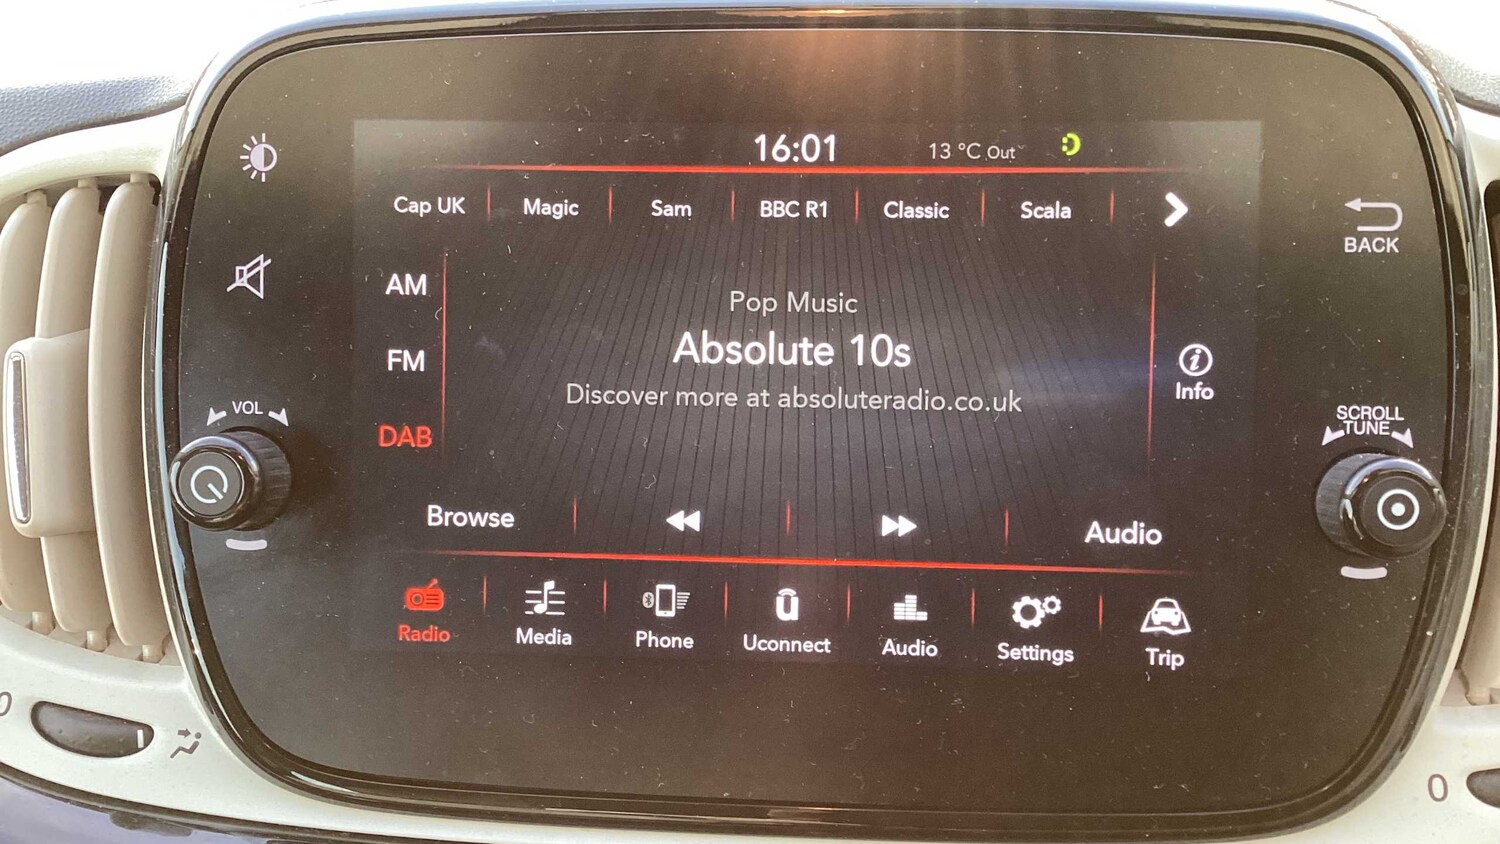 16:01 13 °C Out
Cap UK Magic Sam BBC R1 Classic Scala
BACK
AM
Pop Music
FM
Absolute 10s
Info
Discover more at absoluteradio.co.uk
DAB
VOL
SCROLL
TUNE
Browse Audio
Radio Media Phone Uconnect Audio Settings Trip
0
0